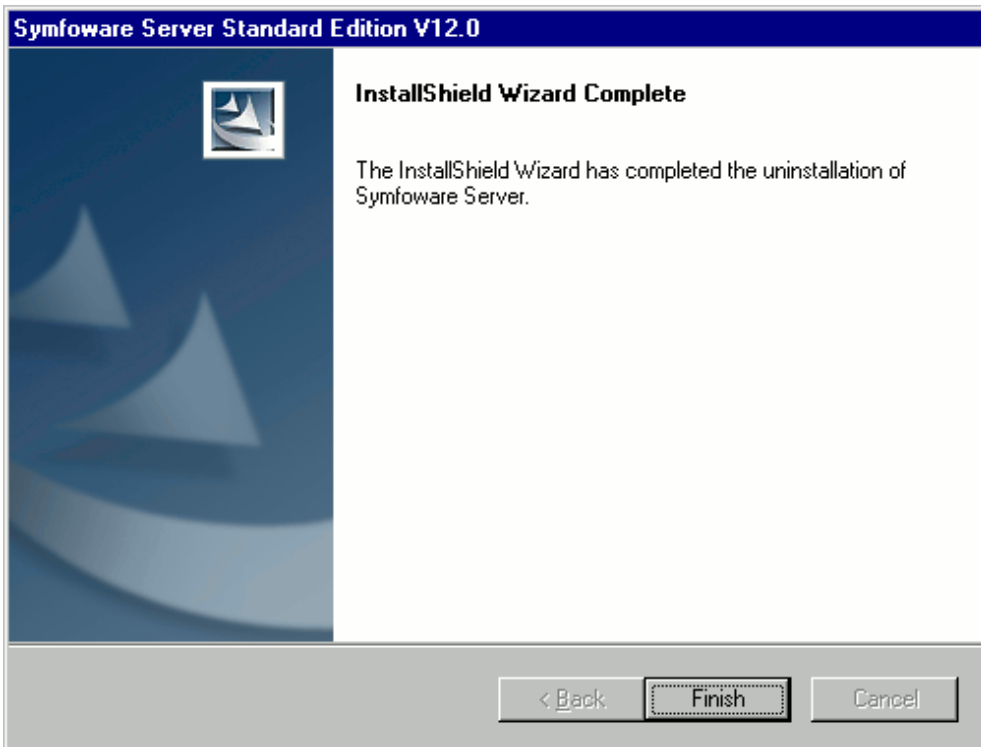 Symfoware Server Standard Edition V12.0
InstallShield Wizard Complete
The InstallShield Wizard has completed the uninstallation of
Symfoware Server.
< Back
Finish
Cancel